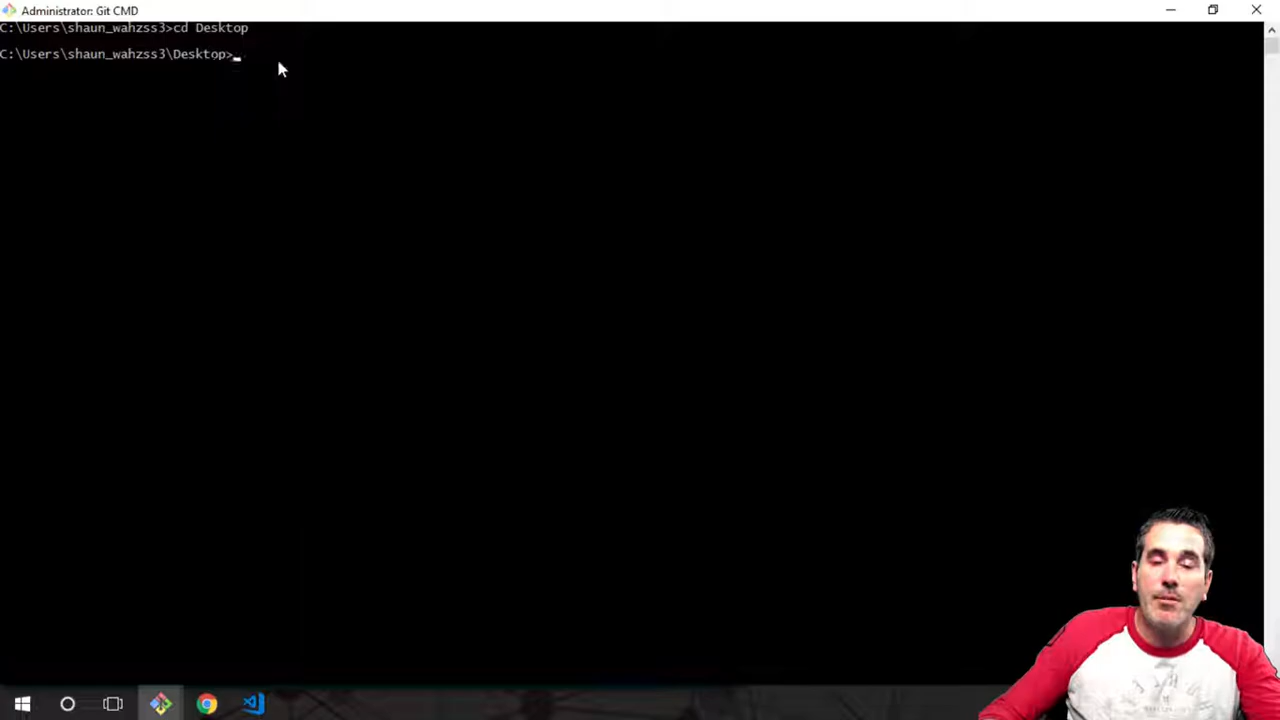 Administrator: Git CMD
C:\Users\shaun_wahzss3>cd Desktop
C:\Users\shaun_wahzss3\Desktop>